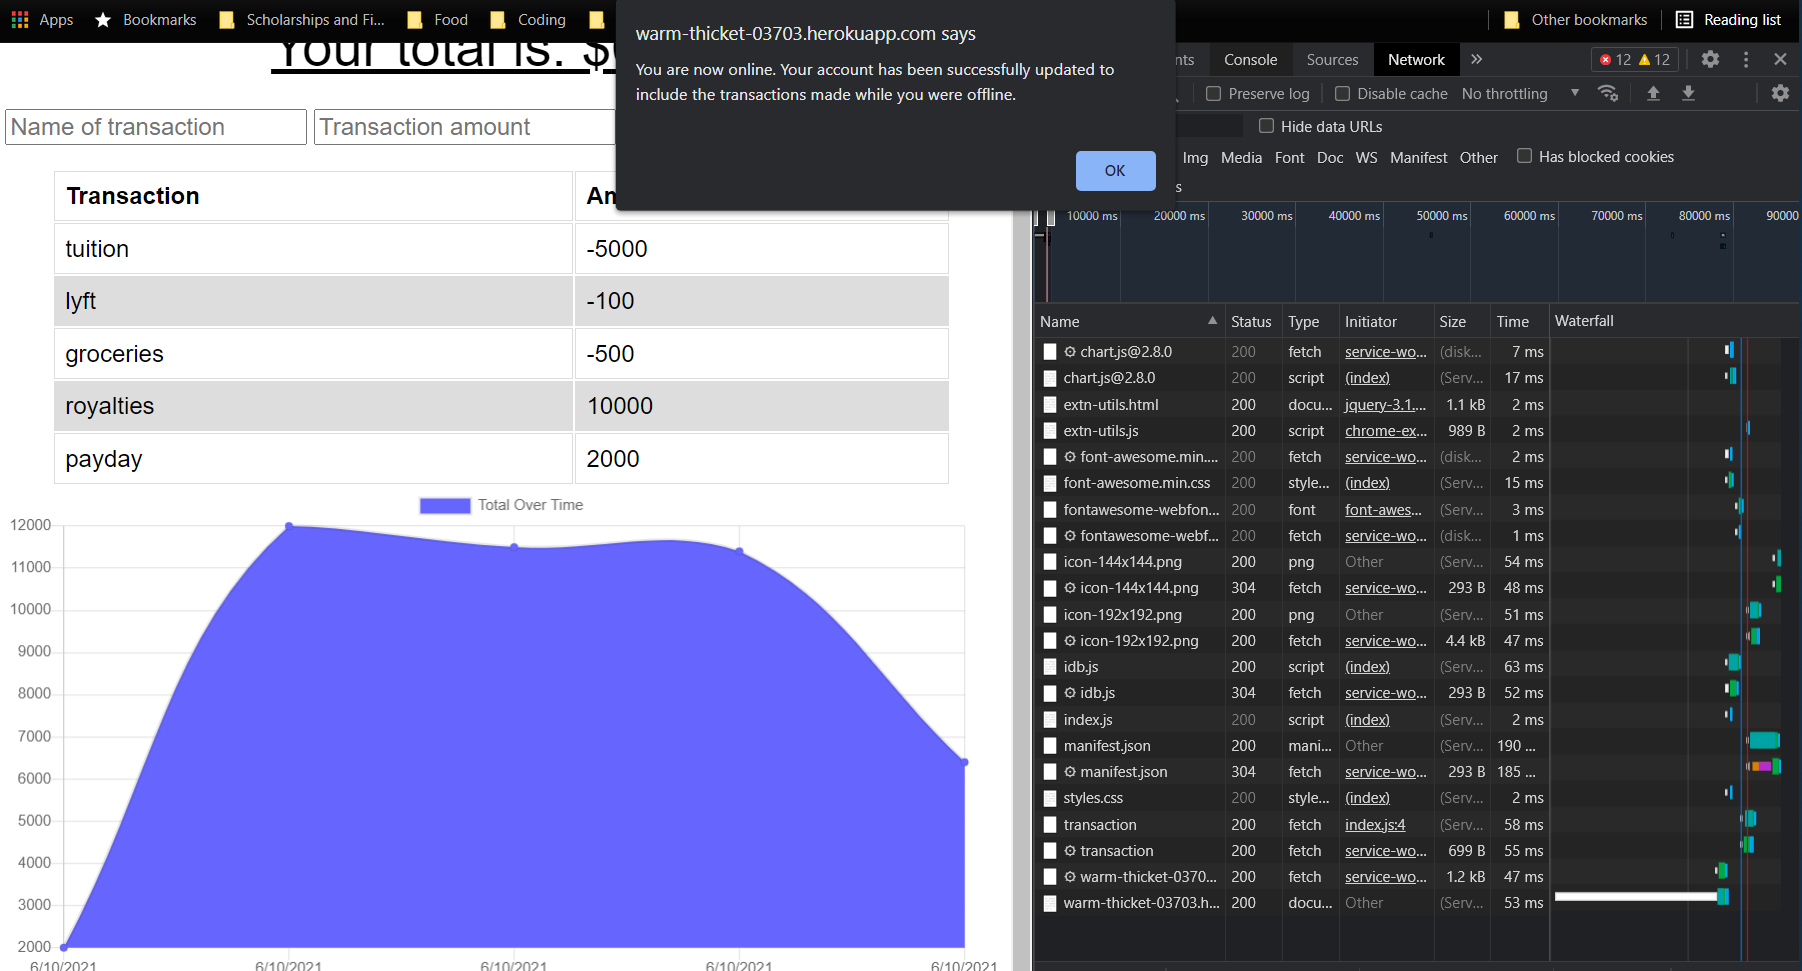 Apps Bookmarks Scholarships and Fi... Food Coding Other bookmarks Reading list
Your total is: $
warm-thicket-03703.herokuapp.com says
You are now online. Your account has been successfully updated to
include the transactions made while you were offline.
OK
Name of transaction Transaction amount
Transaction
tuition -5000
lyft -100
groceries -500
royalties 10000
payday 2000
Total Over Time
12000
11000
10000
9000
8000
7000
6000
5000
4000
3000
2000
6/10/2021 6/10/2021 6/10/2021 6/10/2021 6/10/2021
Console Sources Network 12 12
Preserve log Disable cache No throttling
Hide data URLs
Img Media Font Doc WS Manifest Other Has blocked cookies
10000 ms 20000 ms 30000 ms 40000 ms 50000 ms 60000 ms 70000 ms 80000 ms 90000
Name Status Type Initiator Size Time Waterfall
chart.js@2.8.0 200 fetch service-wo... (disk... 7 ms
chart.js@2.8.0 200 script (index) (Serv... 17 ms
extn-utils.html 200 docu... jquery-3.1.... 1.1 kB 2 ms
extn-utils.js 200 script chrome-ex... 989 B 2 ms
font-awesome.min.... 200 fetch service-wo... (disk... 2 ms
font-awesome.min.css 200 style... (index) (Serv... 15 ms
fontawesome-webfon... 200 font font-awes... (Serv... 3 ms
fontawesome-webf... 200 fetch service-wo... (disk... 1 ms
icon-144x144.png 200 png Other (Serv... 54 ms
icon-144x144.png 304 fetch service-wo... 293 B 48 ms
icon-192x192.png 200 png Other (Serv... 51 ms
icon-192x192.png 200 fetch service-wo... 4.4 kB 47 ms
idb.js 200 script (index) (Serv... 63 ms
idb.js 304 fetch service-wo... 293 B 52 ms
index.js 200 script (index) (Serv... 2 ms
manifest.json 200 mani... Other (Serv... 190 ...
manifest.json 304 fetch service-wo... 293 B 185 ...
styles.css 200 style... (index) (Serv... 2 ms
transaction 200 fetch index.js:4 (Serv... 58 ms
transaction 200 fetch service-wo... 699 B 55 ms
warm-thicket-0370... 200 fetch service-wo... 1.2 kB 47 ms
warm-thicket-03703.h... 200 docu... Other (Serv... 53 ms